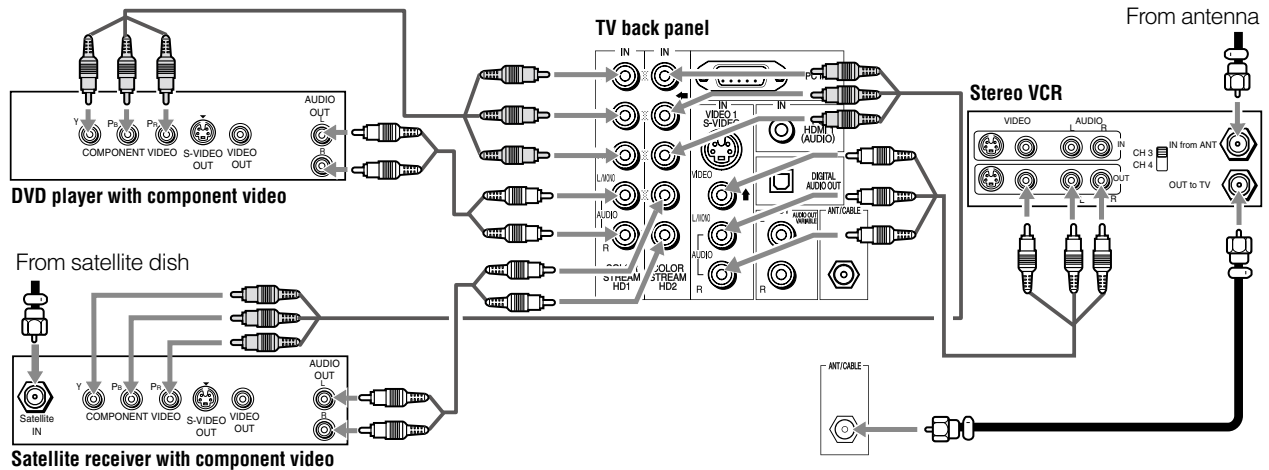 From antenna
TV back panel
IN IN
PC IN
Stereo VCR
AUDIO
OUT
L
R
Y PB PR
COMPONENT VIDEO S-VIDEO
OUT VIDEO
OUT
DVD player with component video
IN
VIDEO 1
S-VIDEO
IN
HDMI 1
(AUDIO)
VIDEO
L/MONO
AUDIO
R
DIGITAL
AUDIO OUT
L/MONO
AUDIO
R
AUDIO OUT
VARIABLE
R
ANT/CABLE
COLOR
STREAM
HD1
COLOR
STREAM
HD2
VIDEO AUDIO
L R
IN
OUT
L R
CH 3
CH 4
IN from ANT
OUT to TV
From satellite dish
Satellite
IN
Y PB PR
COMPONENT VIDEO S-VIDEO
OUT VIDEO
OUT
AUDIO
OUT
L
R
Satellite receiver with component video
ANT/CABLE